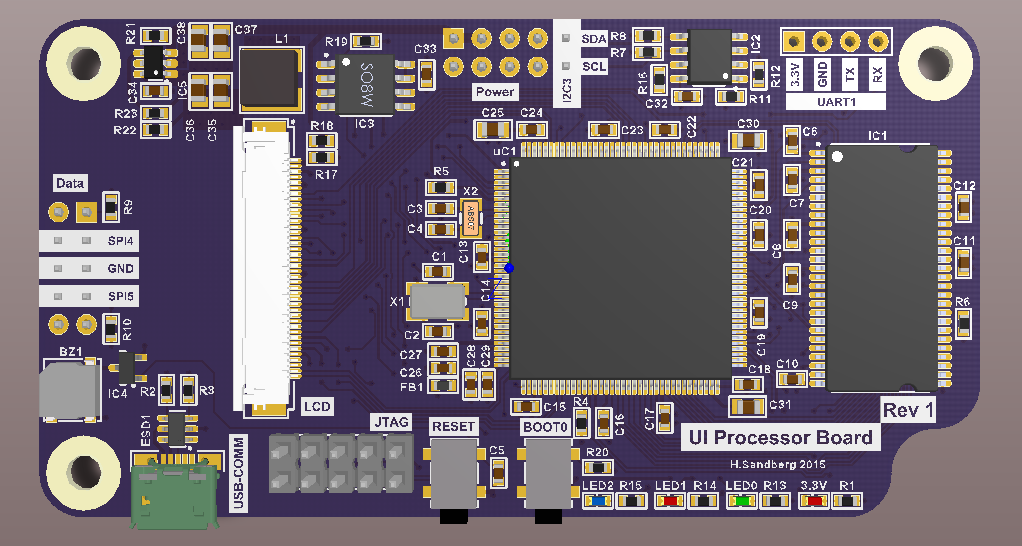 R21
C38
C37
L1
R19
C33
R8
R7
SDA
SCL
I2C3
IC2
R16
R12
C32
R11
3.3V
GND
TX
RX
UART1
C34
IC5
R23
R22
C36
C35
SO8W
IC3
Power
C25
C24
C23
C22
C30
C6
IC1
R18
R17
uC1
C21
Data
R9
SPI4
GND
SPI5
R10
R5
X2
C3
C4
ABS07
C13
C1
X1
C14
C2
C27
C26
FB1
C28
C29
C20
C7
C8
C9
C19
C18
C10
C31
C12
C11
R6
BZ1
IC4
R2
R3
ESD1
LCD
USB-COMM
JTAG
RESET
C5
C15
BOOT0
R4
C16
C17
R20
Rev 1
UI Processor Board
H.Sandberg 2015
LED2
R15
LED1
R14
LED0
R13
3.3V
R1